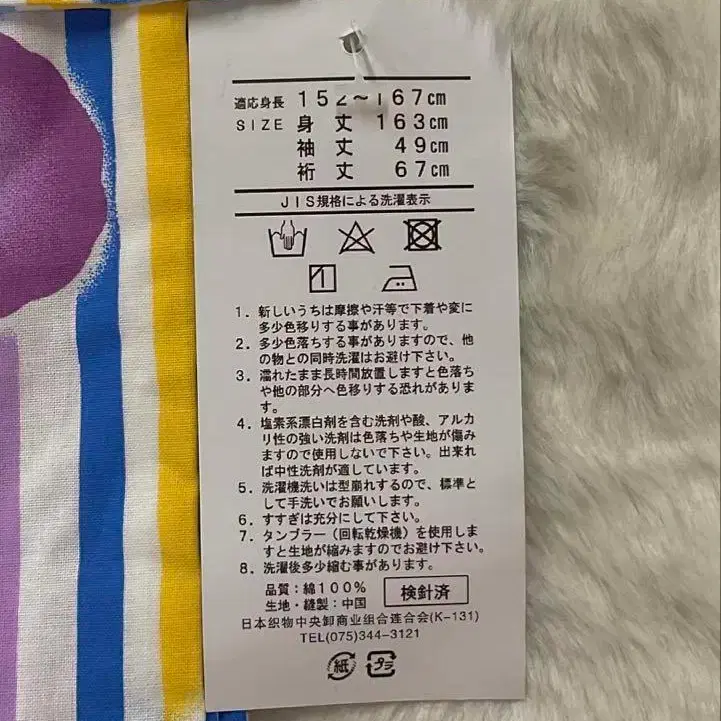 適応身長 152〜167cm
SIZE 身丈 163cm
袖丈 49cm
裄丈 67cm
JIS規格による洗濯表示
1. 新しいうちは摩擦や汗等で下着や変に
多少色移りする事があります。
2. 多少色落ちする事がありますので、他
の物との同時洗濯はお避け下さい。
3. 濡れたまま長時間放置しますと色落ち
や他の部分へ色移りする恐れがありま
す。
4. 塩素系漂白剤を含む洗剤や酸、アルカ
リ性の強い洗剤は色落ちや生地が傷み
ますので使用しないで下さい。出来れ
ば中性洗剤が適しています。
5. 洗濯機洗いは型崩れするので、標準と
して手洗いでお願いします。
6. すすぎは充分にして下さい。
7. タンブラー（回転乾燥機）を使用しま
すと生地が縮みますのでお避け下さい。
8. 洗濯後多少縮む事があります。
品質：綿100%
生地・縫製：中国
検針済
日本織物中央卸商業組合連合会(K-131)
TEL(075)344-3121
紙 プラ